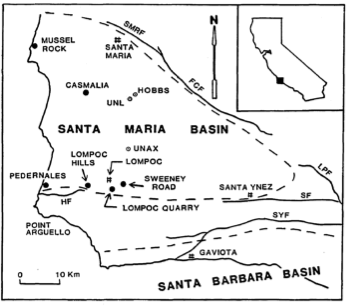 N
SMRF
MUSSEL
ROCK
SANTA
MARIA
CASMALIA
HOBBS
UNL
FCF
SANTA MARIA BASIN
UNAX
LOMPOC
HILLS
LOMPOC
LPF
PEDERNALES
SWEENEY
ROAD
SANTA YNEZ
HF
SF
LOMPOC QUARRY
SYF
POINT
ARGUELLO
GAVIOTA
0 10 Km
SANTA BARBARA BASIN